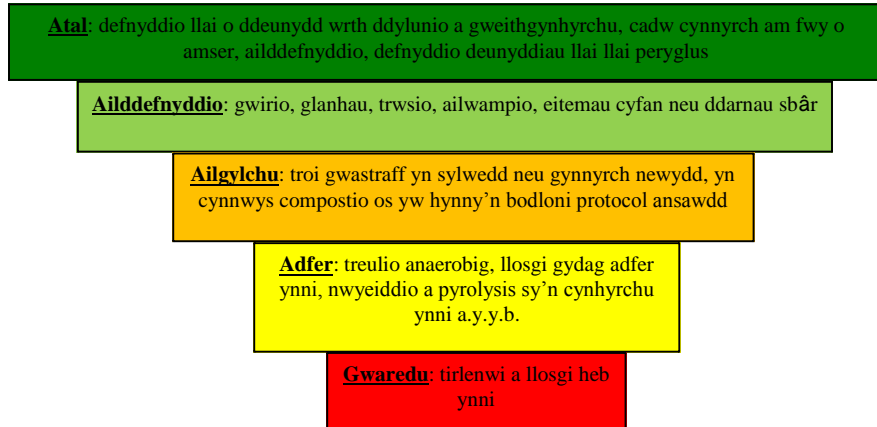 Atal: defnyddio llai o ddeunydd wrth ddylunio a gweithgynhyrchu, cadw cynnyrch am fwy o
amser, ailddefnyddio, defnyddio deunyddiau llai llai peryglus
Ailddefnyddio: gwirio, glanhau, trwsio, ailwampio, eitemau cyfan neu ddarnau sbâr
Ailgylchu: troi gwastraff yn sylwedd neu gynnyrch newydd, yn
cynnwys compostio os yw hynny’n bodloni protocol ansawdd
Adfer: treulio anaerobig, llosgi gydag adfer
ynni, nwyeiddio a pyrolysis sy’n cynhyrchu
ynni a.y.y.b.
Gwaredu: tirlenwi a llosgi heb
ynni